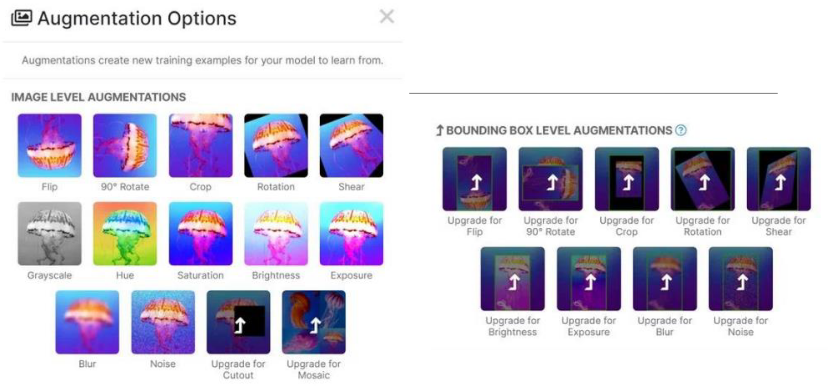 Augmentation Options
Augmentations create new training examples for your model to learn from.
IMAGE LEVEL AUGMENTATIONS
Flip
90° Rotate
Crop
Rotation
Shear
Grayscale
Hue
Saturation
Brightness
Exposure
Blur
Noise
Upgrade for
Cutout
Upgrade for
Mosaic
BOUNDING BOX LEVEL AUGMENTATIONS
Upgrade for
Flip
Upgrade for
90° Rotate
Upgrade for
Crop
Upgrade for
Rotation
Upgrade for
Shear
Upgrade for
Brightness
Upgrade for
Exposure
Upgrade for
Blur
Upgrade for
Noise